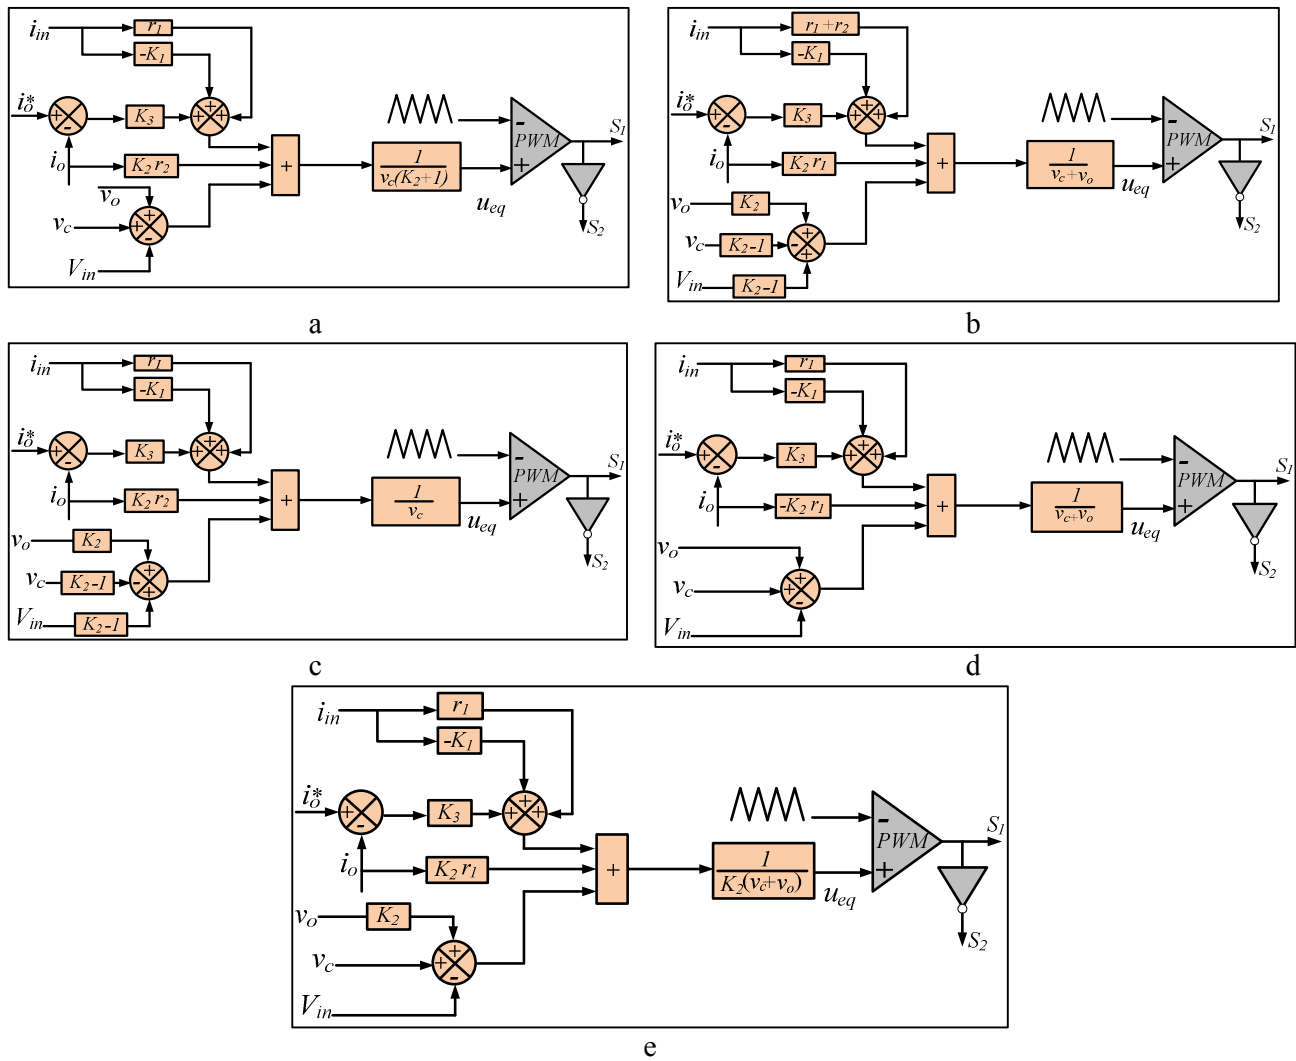 i_in r_1
-K_1
i_o* + - K_3 + + +
i_o K_2 r_2 +
v_o
v_c + + -
V_in
1 / v_c(K_2+1)
u_eq
- + PWM
S_1
S_2
a
i_in r_1+r_2
-K_1
i_o* + - K_3 + + +
i_o K_2 r_1 +
v_o K_2
v_c K_2-1 - + +
V_in K_2-1
1 / v_c+v_o
u_eq
- + PWM
S_1
S_2
b
i_in r_1
-K_1
i_o* + - K_3 + + +
i_o K_2 r_2 +
v_o K_2
v_c K_2-1 - + +
V_in K_2-1
1 / v_c
u_eq
- + PWM
S_1
S_2
c
i_in r_1
-K_1
i_o* + - K_3 + + +
i_o -K_2 r_1 +
v_o
v_c + + -
V_in
1 / v_c+v_o
u_eq
- + PWM
S_1
S_2
d
i_in r_1
-K_1
i_o* + - K_3 + + +
i_o K_2 r_1 +
v_o K_2
v_c + + -
V_in
1 / K_2(v_c+v_o)
u_eq
- + PWM
S_1
S_2
e